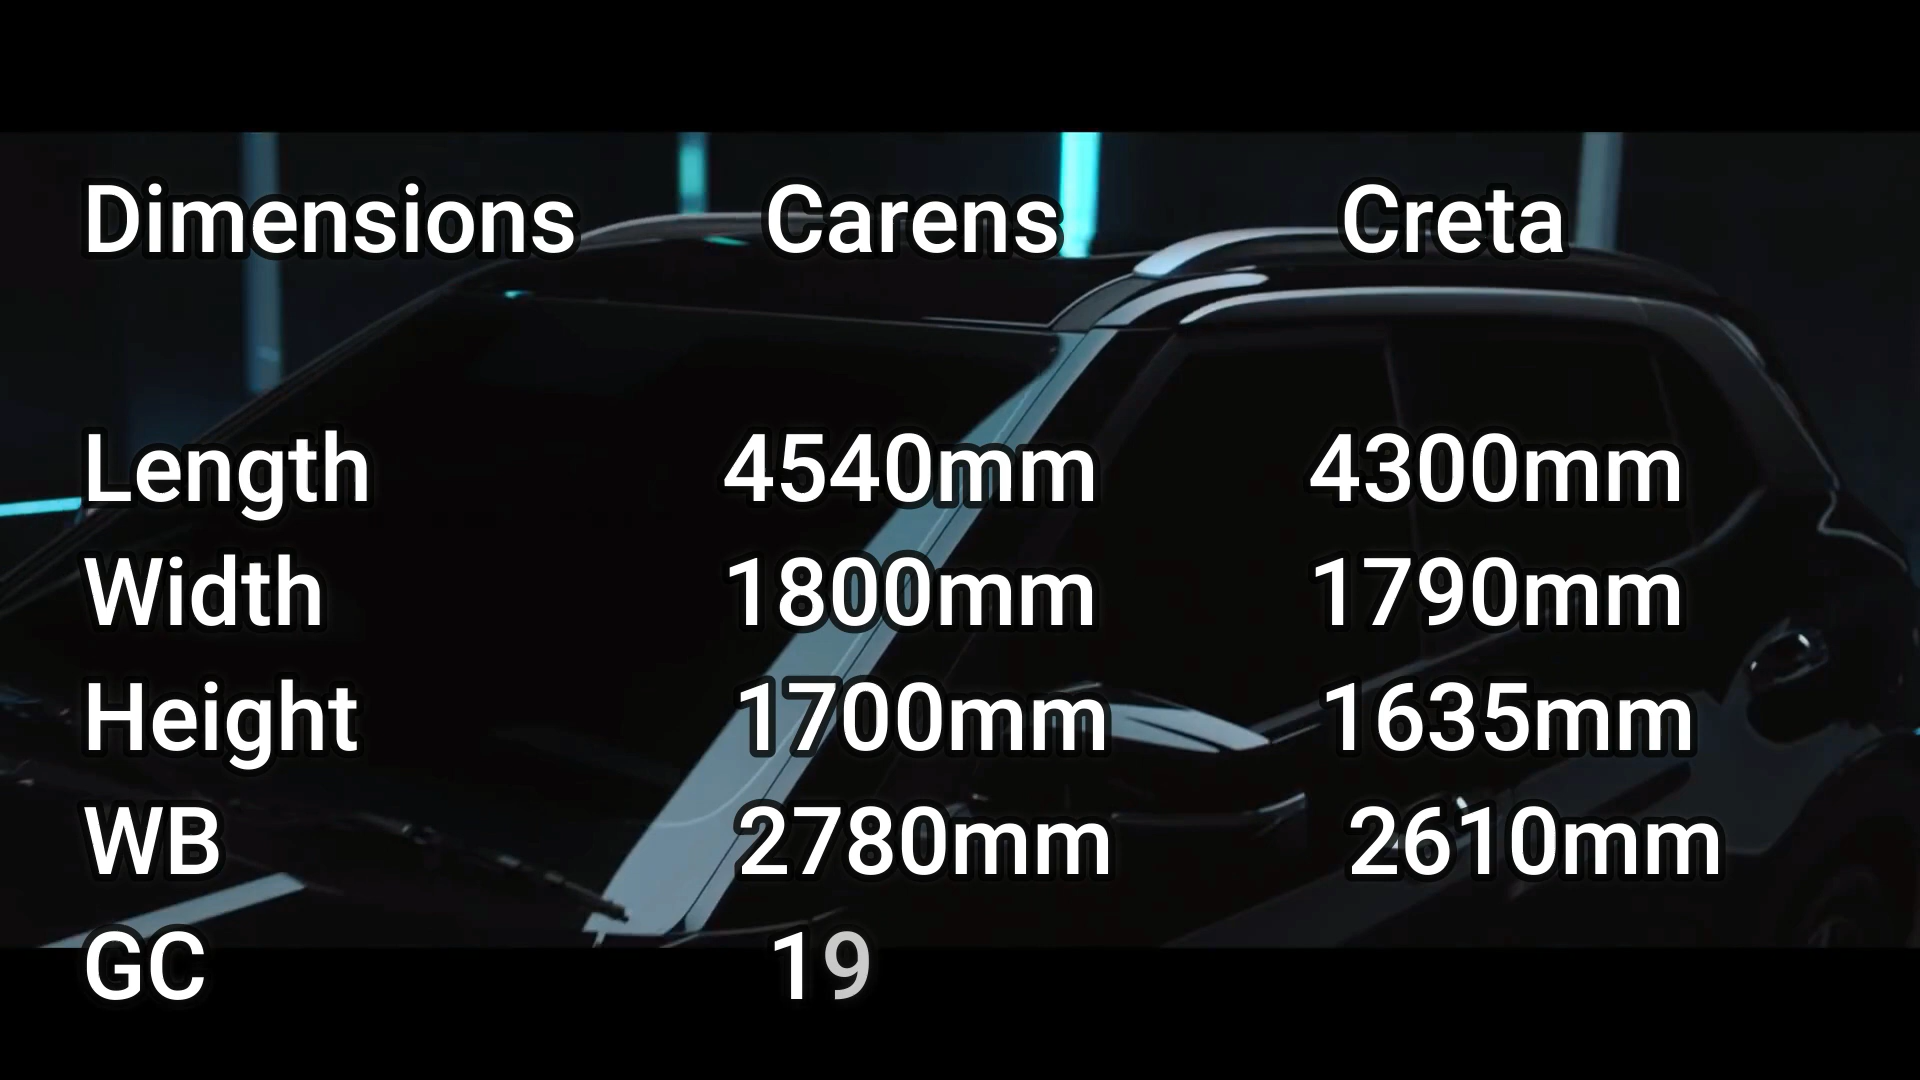 Dimensions Carens Creta
Length 4540mm 4300mm
Width 1800mm 1790mm
Height 1700mm 1635mm
WB 2780mm 2610mm
GC 19